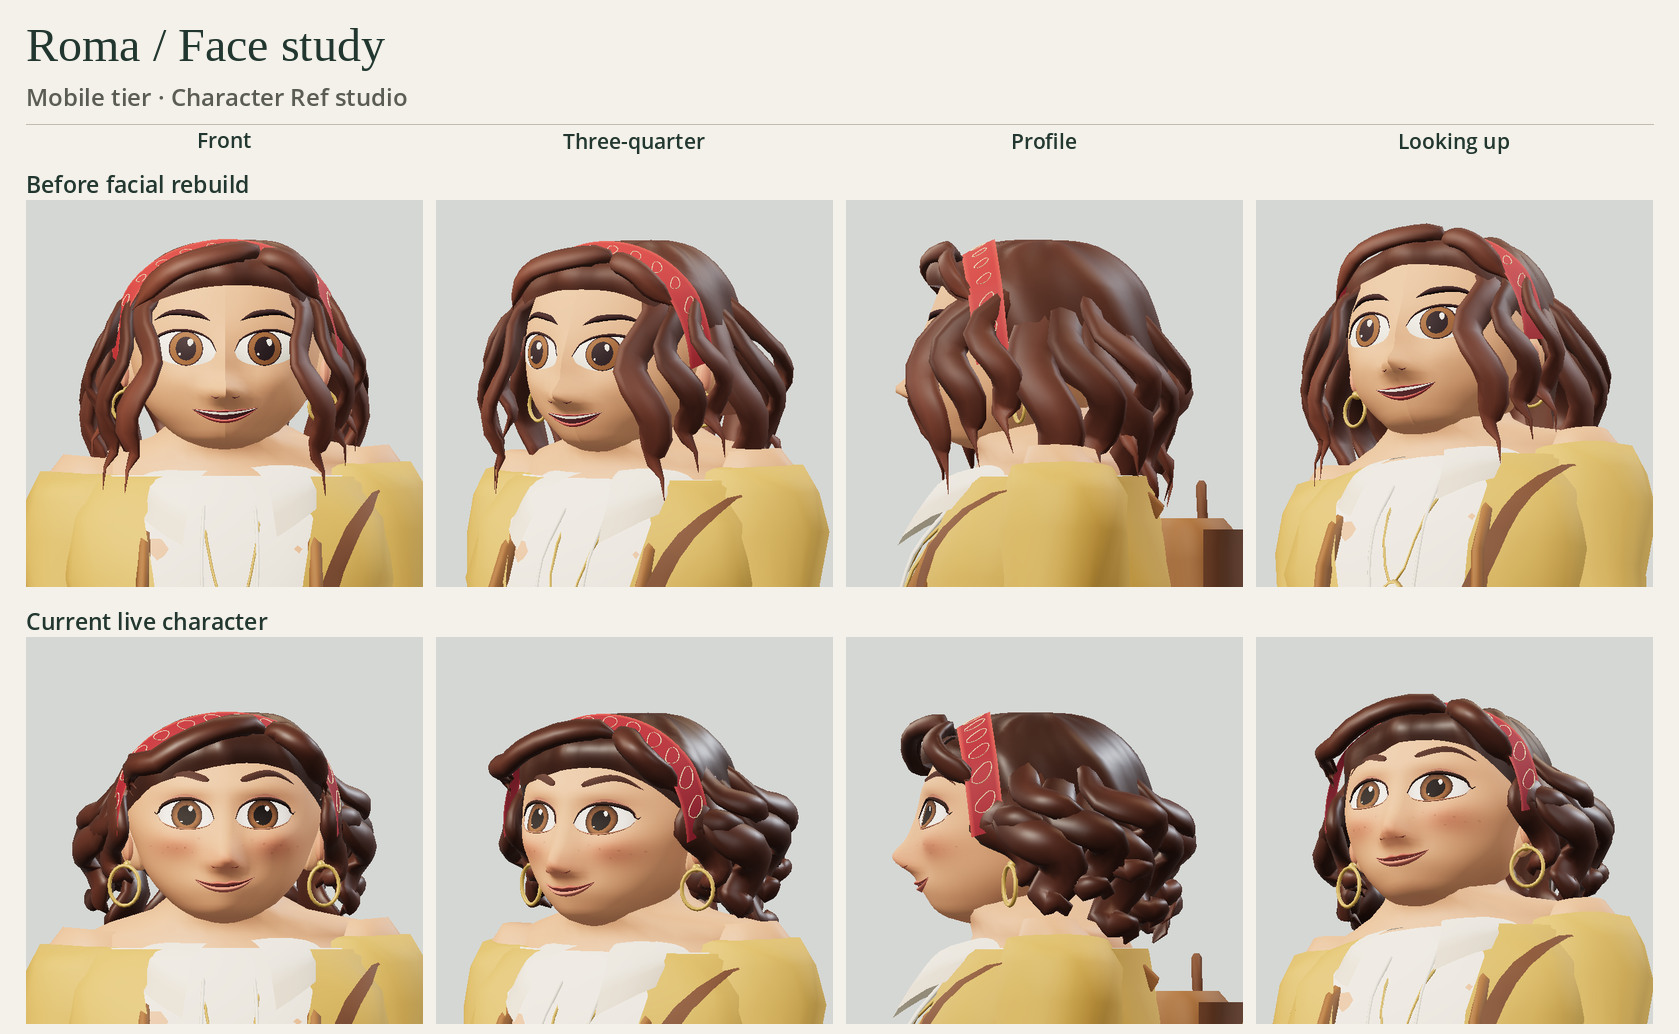 Roma / Face study
Mobile tier · Character Ref studio
Front Three-quarter Profile Looking up
Before facial rebuild
Current live character